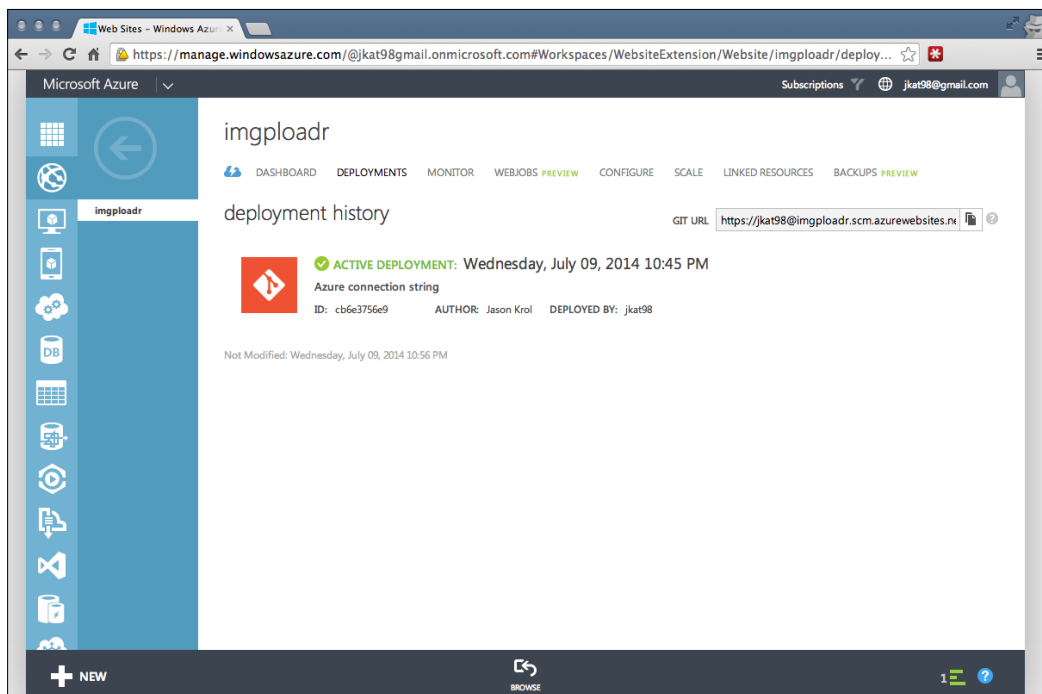 Web Sites - Windows Azur
https://manage.windowsazure.com/@jkat98gmail.onmicrosoft.com#Workspaces/WebsiteExtension/Website/imgploadr/deploy...
Microsoft Azure
Subscriptions jkat98@gmail.com
imgploadr
imgploadr
DASHBOARD DEPLOYMENTS MONITOR WEBJOBS PREVIEW CONFIGURE SCALE LINKED RESOURCES BACKUPS PREVIEW
deployment history
GIT URL https://jkat98@imgploadr.scm.azurewebsites.ne
ACTIVE DEPLOYMENT: Wednesday, July 09, 2014 10:45 PM
Azure connection string
ID: cb6e3756e9 AUTHOR: Jason Krol DEPLOYED BY: jkat98
Not Modified: Wednesday, July 09, 2014 10:56 PM
DB
NEW
BROWSE
1
?